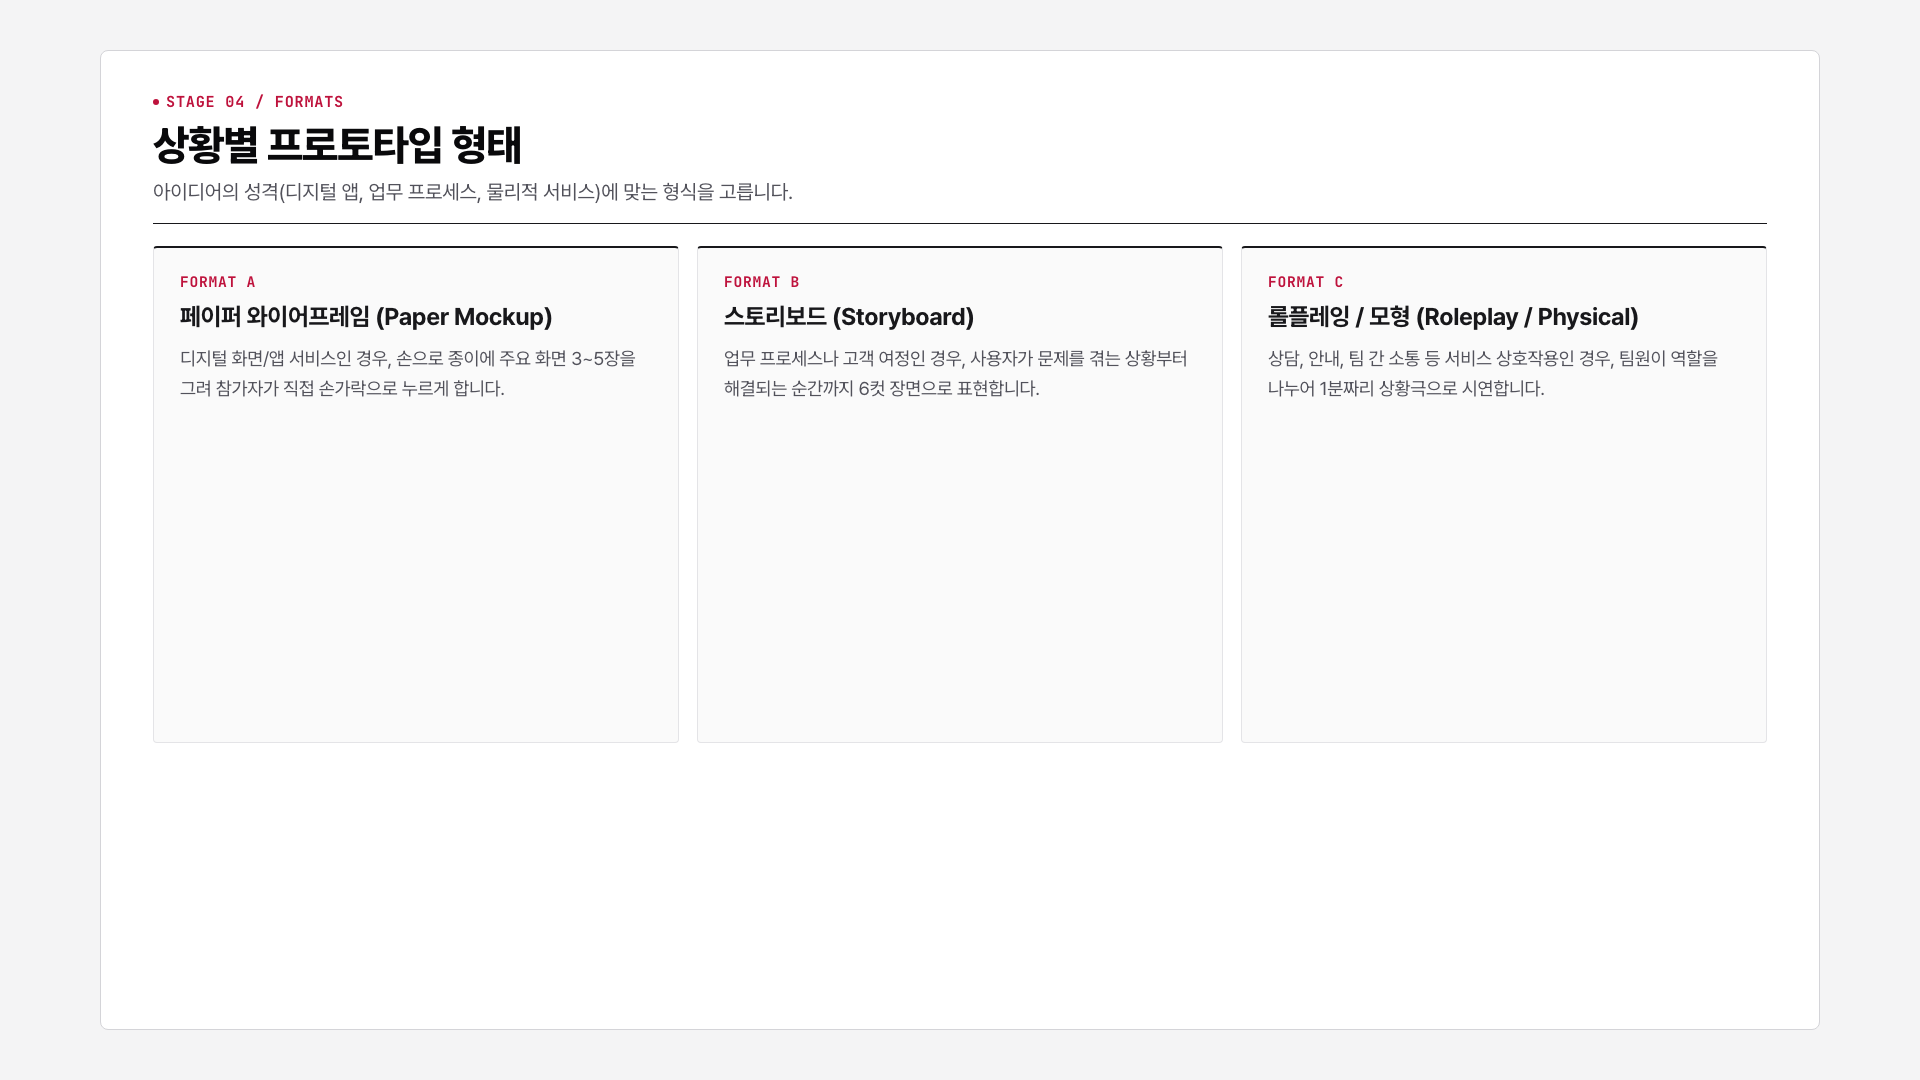 STAGE 04 / FORMATS
상황별 프로토타입 형태
아이디어의 성격(디지털 앱, 업무 프로세스, 물리적 서비스)에 맞는 형식을 고릅니다.
FORMAT A
페이퍼 와이어프레임 (Paper Mockup)
디지털 화면/앱 서비스인 경우, 손으로 종이에 주요 화면 3~5장을
그려 참가자가 직접 손가락으로 누르게 합니다.
FORMAT B
스토리보드 (Storyboard)
업무 프로세스나 고객 여정인 경우, 사용자가 문제를 겪는 상황부터
해결되는 순간까지 6컷 장면으로 표현합니다.
FORMAT C
롤플레잉 / 모형 (Roleplay / Physical)
상담, 안내, 팀 간 소통 등 서비스 상호작용인 경우, 팀원이 역할을
나누어 1분짜리 상황극으로 시연합니다.